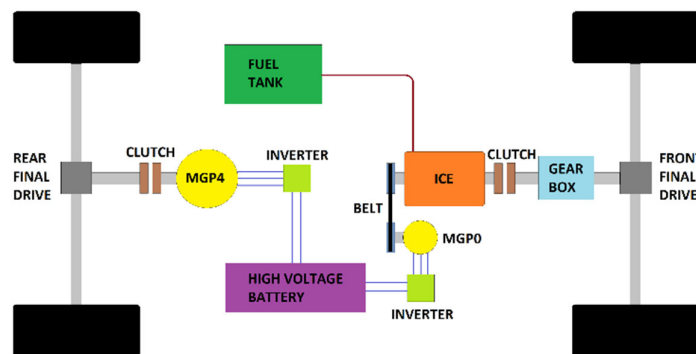 FUEL
TANK
REAR
FINAL
DRIVE
CLUTCH
MGP4
INVERTER
BELT
ICE
CLUTCH
GEAR
BOX
FRONT
FINAL
DRIVE
MGP0
HIGH VOLTAGE
BATTERY
INVERTER